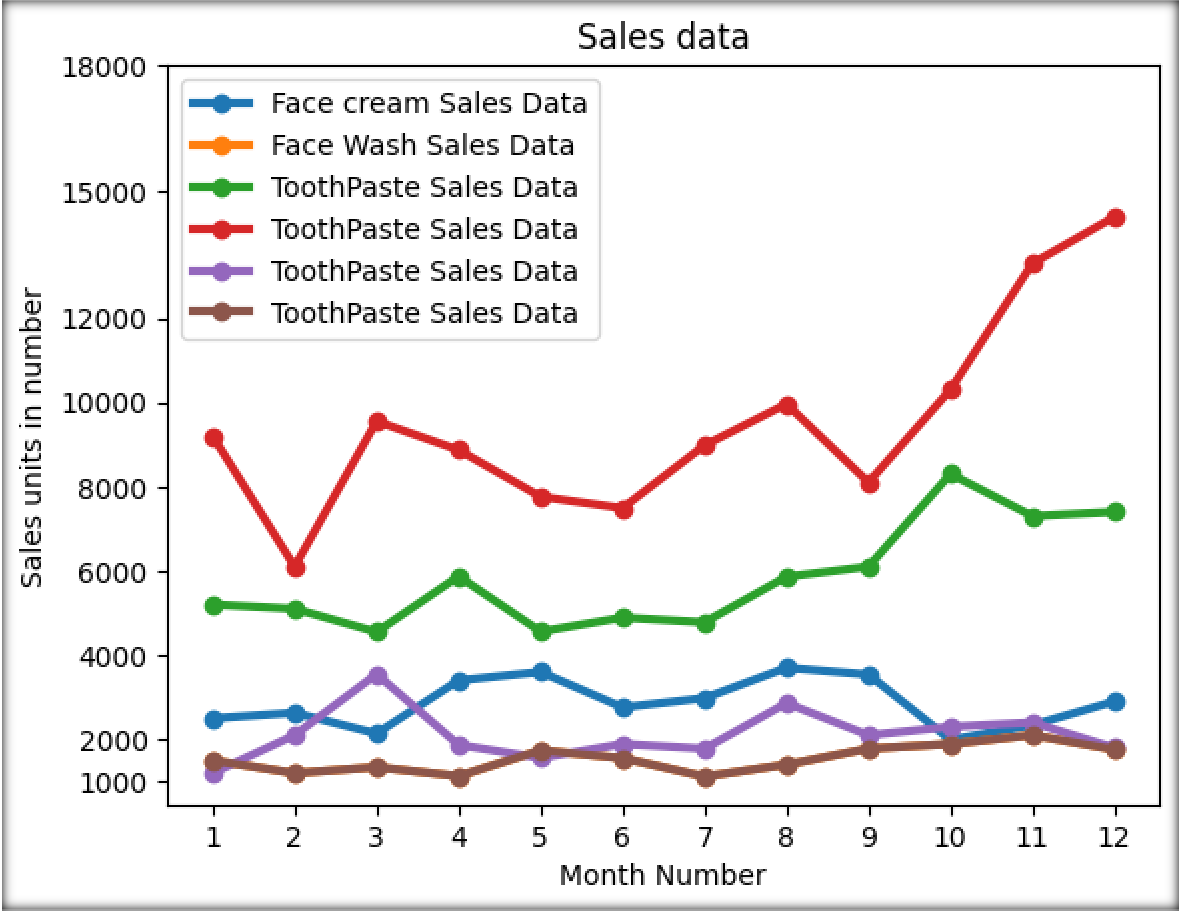 Sales data
18000
15000
12000
10000
8000
6000
4000
2000
1000
Sales units in number
Face cream Sales Data
Face Wash Sales Data
ToothPaste Sales Data
ToothPaste Sales Data
ToothPaste Sales Data
ToothPaste Sales Data
1 2 3 4 5 6 7 8 9 10 11 12
Month Number